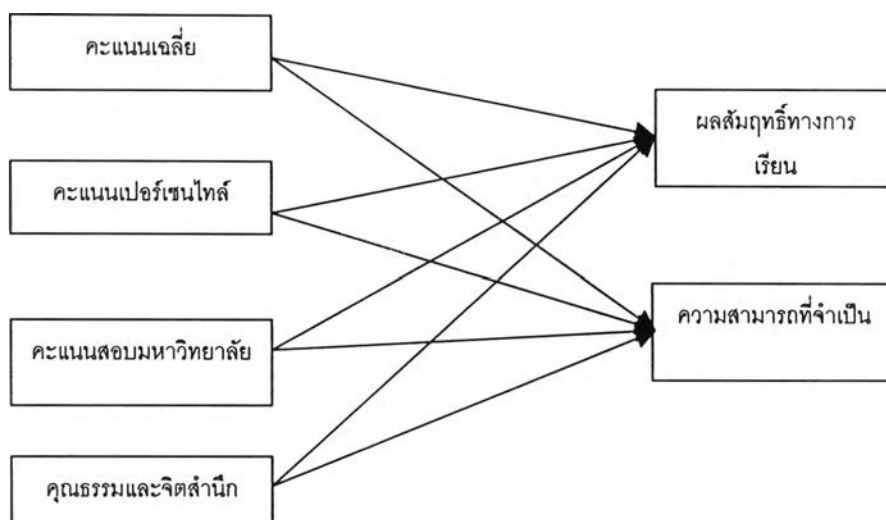 คะแนนเฉลี่ย
คะแนนเปอร์เซนไทล์
คะแนนสอบมหาวิทยาลัย
คุณธรรมและจิตสำนึก
ผลสัมฤทธิ์ทางการ
เรียน
ความสามารถที่จำเป็น